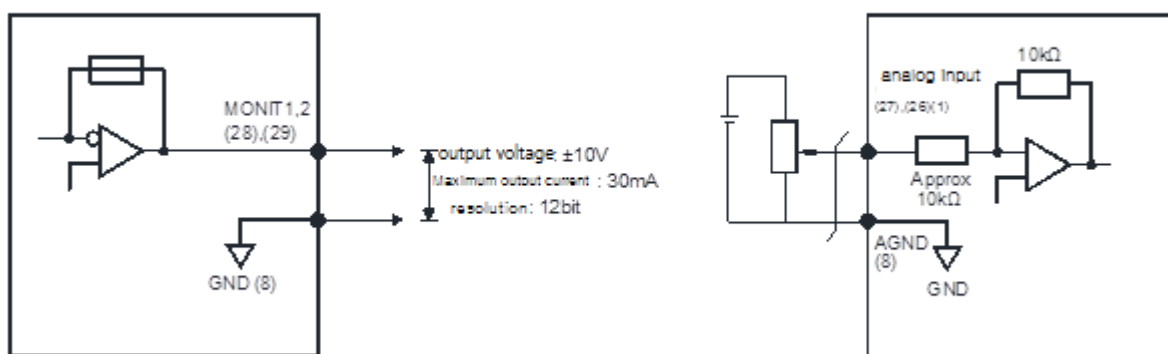 MONIT1,2
(28),(29)
output voltage: ±10V
Maximum output current : 30mA
resolution: 12bit
GND (8)
analog Input
(27),(26)(1)
10kΩ
Approx
10kΩ
AGND
(8)
GND